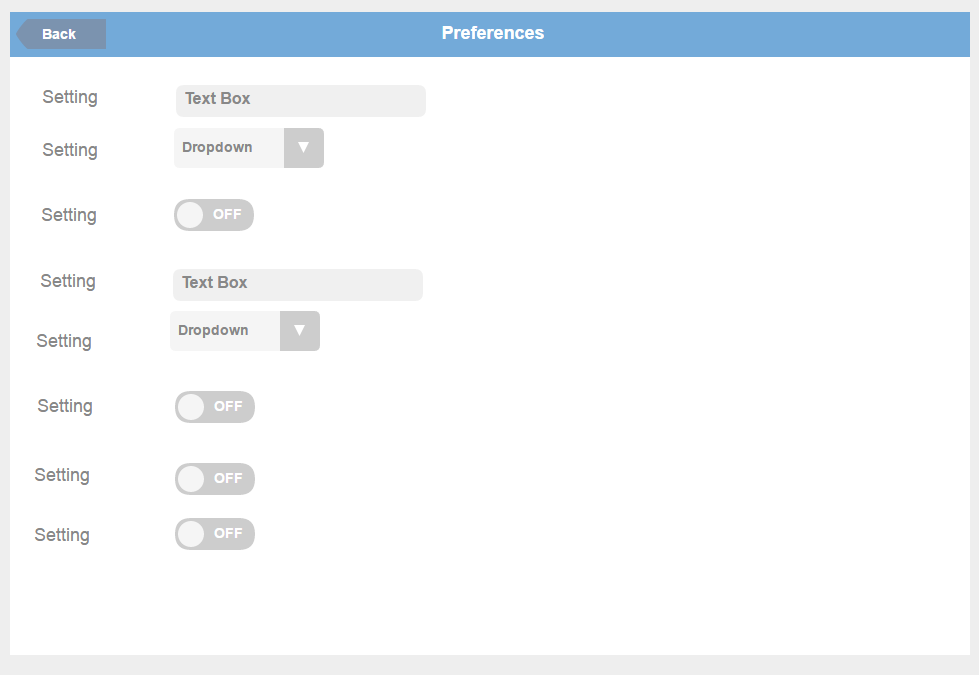 Back
Preferences
Setting
Text Box
Setting
Dropdown
Setting
OFF
Setting
Text Box
Setting
Dropdown
Setting
OFF
Setting
OFF
Setting
OFF